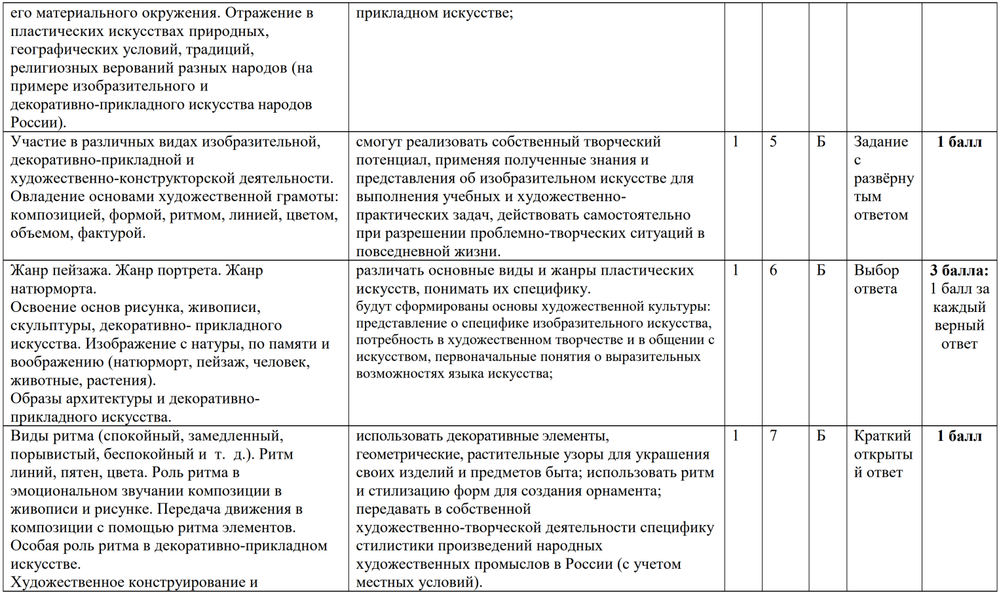 его материального окружения. Отражение в
пластических искусствах природных,
географических условий, традиций,
религиозных верований разных народов (на
примере изобразительного и
декоративно-прикладного искусства народов
России).
прикладном искусстве;
Участие в различных видах изобразительной,
декоративно-прикладной и
художественно-конструкторской деятельности.
Овладение основами художественной грамоты:
композицией, формой, ритмом, линией, цветом,
объемом, фактурой.
смогут реализовать собственный творческий
потенциал, применяя полученные знания и
представления об изобразительном искусстве для
выполнения учебных и художественно-
практических задач, действовать самостоятельно
при разрешении проблемно-творческих ситуаций в
повседневной жизни.
1
5
Б
Задание
с
развёрну
тым
ответом
1 балл
Жанр пейзажа. Жанр портрета. Жанр
натюрморта.
Освоение основ рисунка, живописи,
скульптуры, декоративно- прикладного
искусства. Изображение с натуры, по памяти и
воображению (натюрморт, пейзаж, человек,
животные, растения).
Образы архитектуры и декоративно-
прикладного искусства.
различать основные виды и жанры пластических
искусств, понимать их специфику.
будут сформированы основы художественной культуры:
представление о специфике изобразительного искусства,
потребность в художественном творчестве и в общении с
искусством, первоначальные понятия о выразительных
возможностях языка искусства;
1
6
Б
Выбор
ответа
3 балла:
1 балл за
каждый
верный
ответ
Виды ритма (спокойный, замедленный,
порывистый, беспокойный и т. д.). Ритм
линий, пятен, цвета. Роль ритма в
эмоциональном звучании композиции в
живописи и рисунке. Передача движения в
композиции с помощью ритма элементов.
Особая роль ритма в декоративно-прикладном
искусстве.
Художественное конструирование и
использовать декоративные элементы,
геометрические, растительные узоры для украшения
своих изделий и предметов быта; использовать ритм
и стилизацию форм для создания орнамента;
передавать в собственной
художественно-творческой деятельности специфику
стилистики произведений народных
художественных промыслов в России (с учетом
местных условий).
1
7
Б
Краткий
открыты
й ответ
1 балл